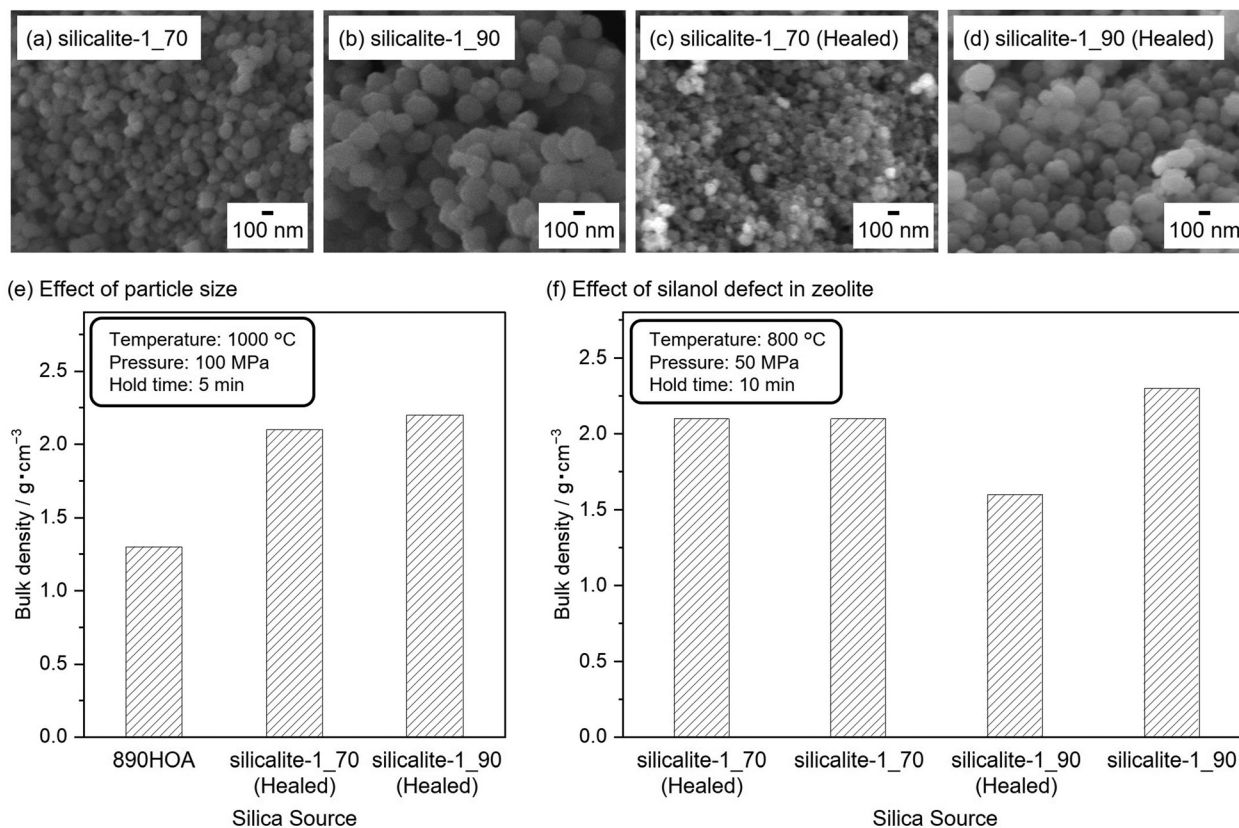 (a) silicalite-1_70
100 nm
(b) silicalite-1_90
100 nm
(c) silicalite-1_70 (Healed)
100 nm
(d) silicalite-1_90 (Healed)
100 nm
(e) Effect of particle size
Temperature: 1000 °C
Pressure: 100 MPa
Hold time: 5 min
Bulk density / g・cm⁻³
2.5
2.0
1.5
1.0
0.5
0.0
890HOA
silicalite-1_70
(Healed)
silicalite-1_90
(Healed)
Silica Source
(f) Effect of silanol defect in zeolite
Temperature: 800 °C
Pressure: 50 MPa
Hold time: 10 min
Bulk density / g・cm⁻³
2.5
2.0
1.5
1.0
0.5
0.0
silicalite-1_70
(Healed)
silicalite-1_70
silicalite-1_90
(Healed)
silicalite-1_90
Silica Source